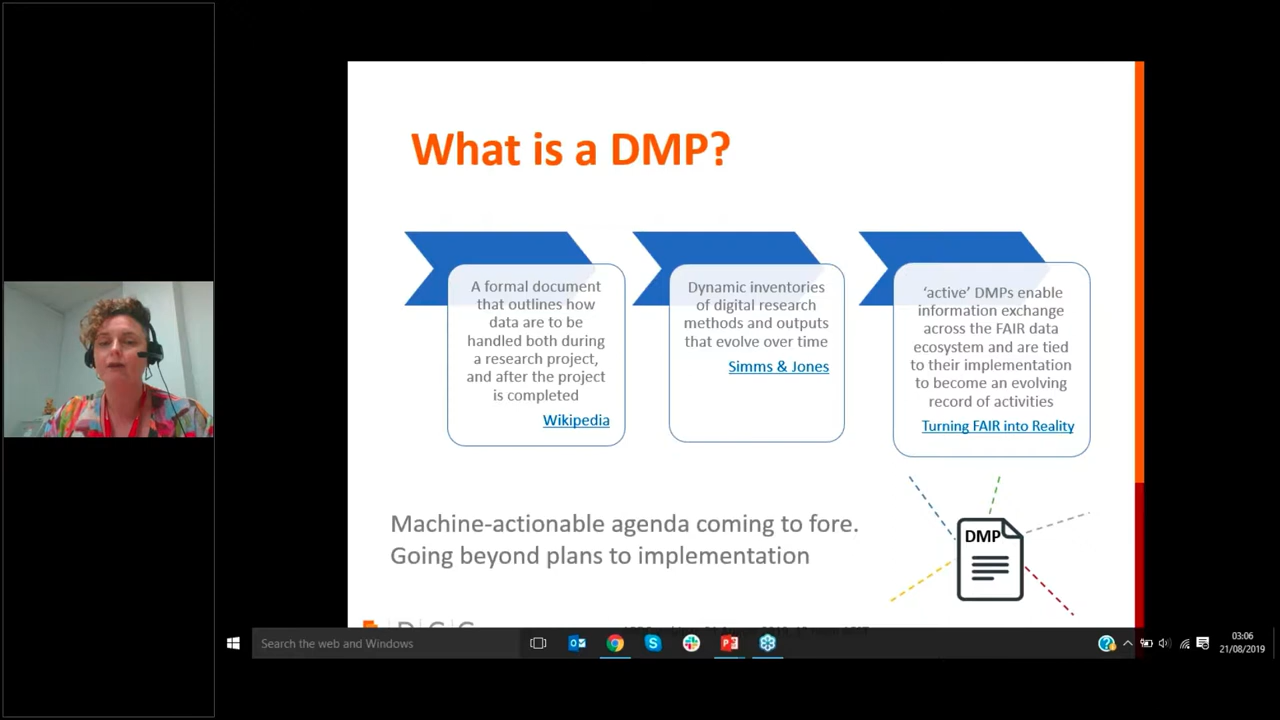 What is a DMP?
A formal document
that outlines how
data are to be
handled both during
a research project,
and after the project
is completed
Wikipedia
Dynamic inventories
of digital research
methods and outputs
that evolve over time
Simms & Jones
‘active’ DMPs enable
information exchange
across the FAIR data
ecosystem and are tied
to their implementation
to become an evolving
record of activities
Turning FAIR into Reality
Machine-actionable agenda coming to fore.
Going beyond plans to implementation
DMP
Search the web and Windows
03:06
21/08/2019